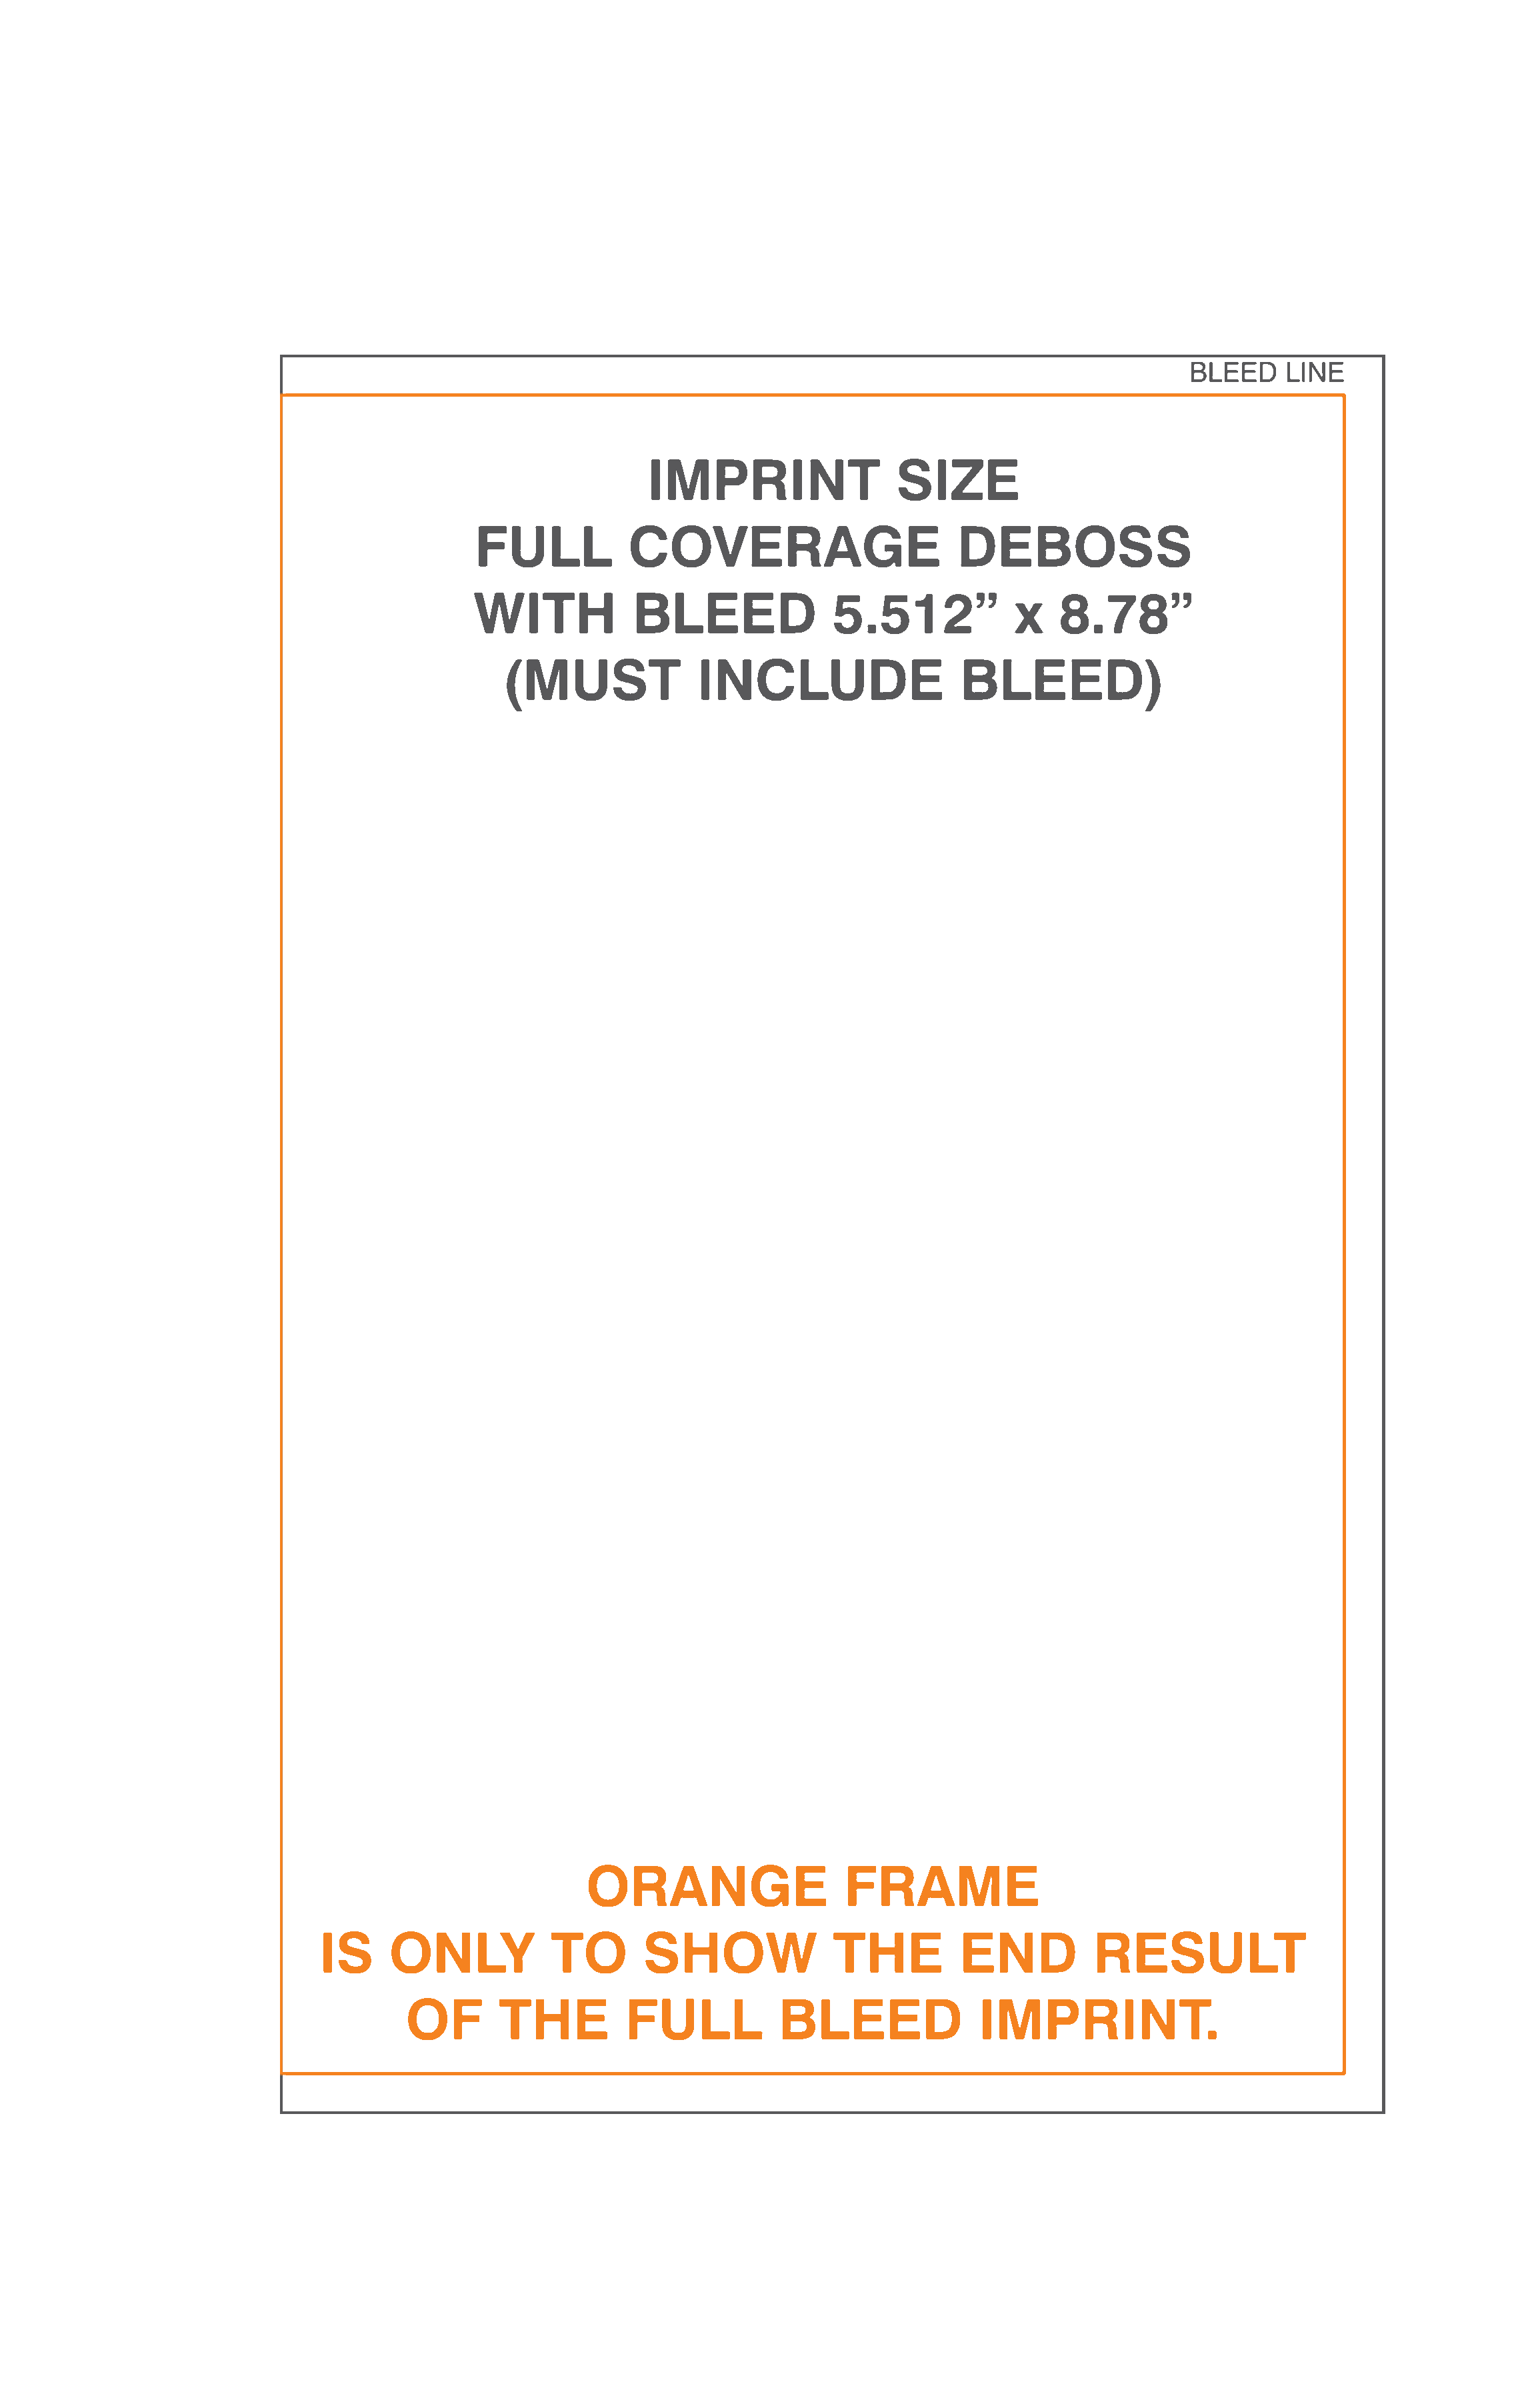 BLEED LINE
IMPRINT SIZE
FULL COVERAGE DEBOSS
WITH BLEED 5.512” x 8.78”
(MUST INCLUDE BLEED)
ORANGE FRAME
IS ONLY TO SHOW THE END RESULT
OF THE FULL BLEED IMPRINT.